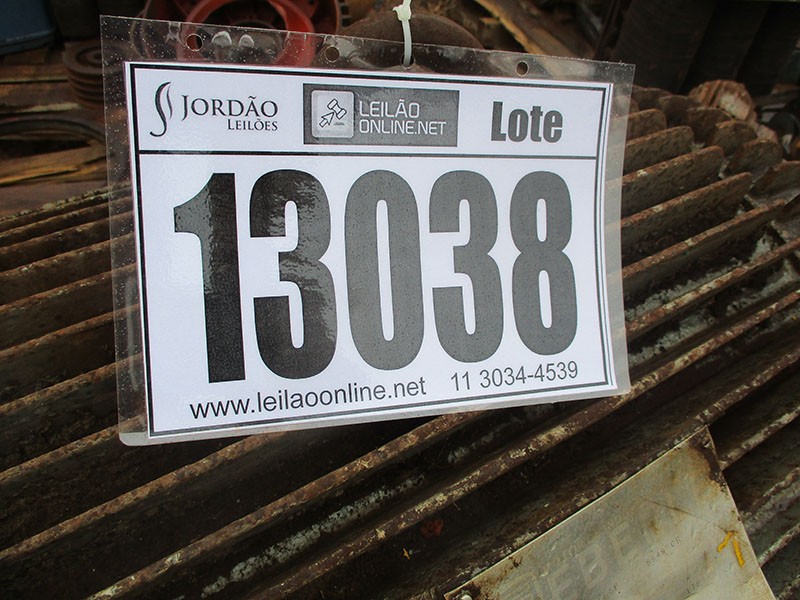 JORDÃO
LEILÕES
LEILÃO
ONLINE.NET
Lote
13038
www.leilaoonline.net 11 3034-4539